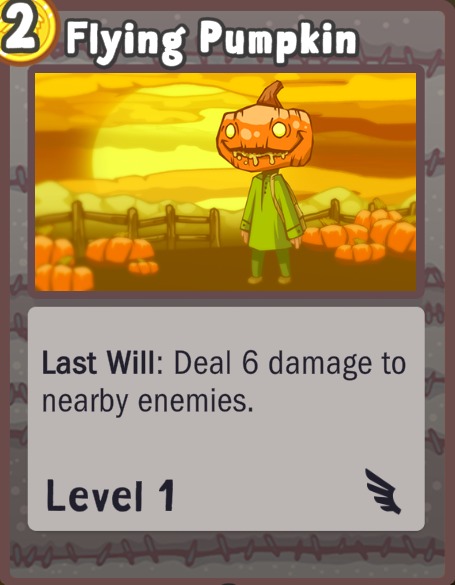 2
Flying Pumpkin
Last Will: Deal 6 damage to
nearby enemies.
Level 1